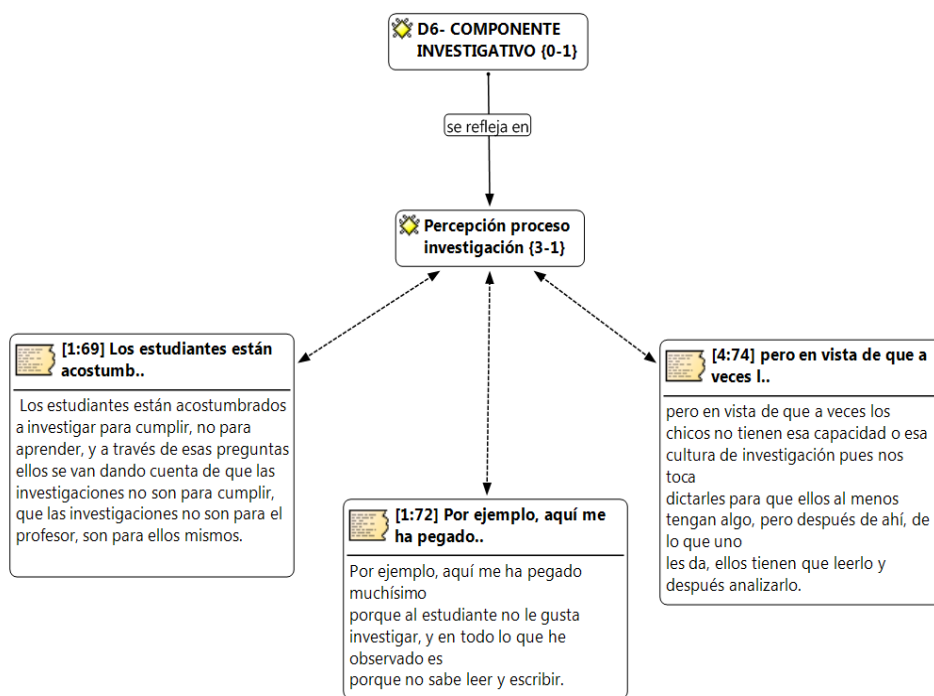 D6- COMPONENTE
INVESTIGATIVO {0-1}
se refleja en
Percepción proceso
investigación {3-1}
[1:69] Los estudiantes están
acostumb..
Los estudiantes están acostumbrados
a investigar para cumplir, no para
aprender, y a través de esas preguntas
ellos se van dando cuenta de que las
investigaciones no son para cumplir,
que las investigaciones no son para el
profesor, son para ellos mismos.
[1:72] Por ejemplo, aquí me
ha pegado..
Por ejemplo, aquí me ha pegado
muchísimo
porque al estudiante no le gusta
investigar, y en todo lo que he
observado es
porque no sabe leer y escribir.
[4:74] pero en vista de que a
veces l..
pero en vista de que a veces los
chicos no tienen esa capacidad o esa
cultura de investigación pues nos
toca
dictarles para que ellos al menos
tengan algo, pero después de ahí, de
lo que uno
les da, ellos tienen que leerlo y
después analizarlo.